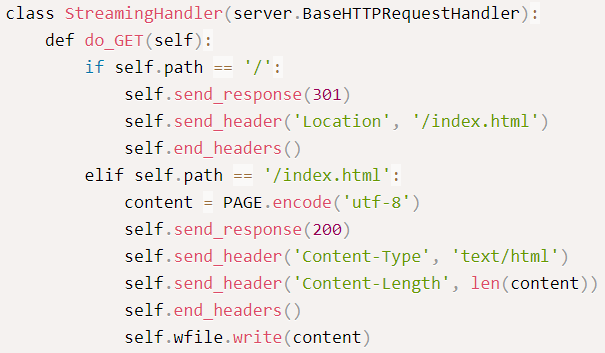 class StreamingHandler(server.BaseHTTPRequestHandler):
    def do_GET(self):
        if self.path == '/':
            self.send_response(301)
            self.send_header('Location', '/index.html')
            self.end_headers()
        elif self.path == '/index.html':
            content = PAGE.encode('utf-8')
            self.send_response(200)
            self.send_header('Content-Type', 'text/html')
            self.send_header('Content-Length', len(content))
            self.end_headers()
            self.wfile.write(content)